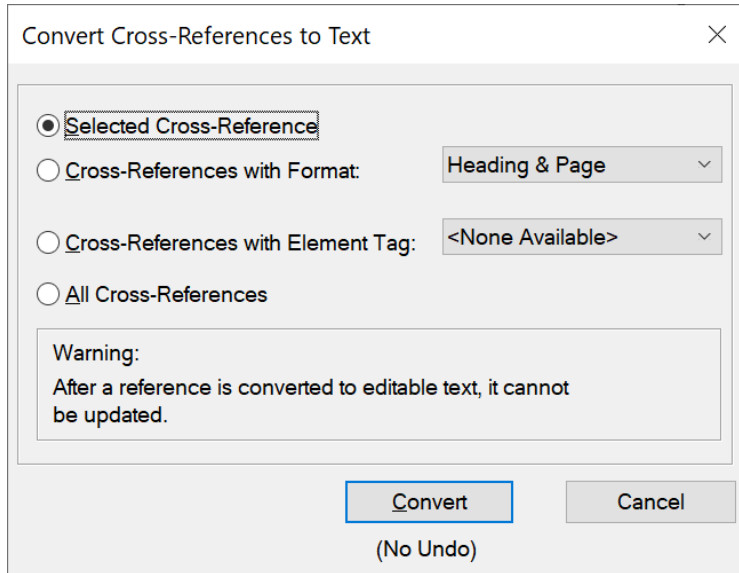 Convert Cross-References to Text
Selected Cross-Reference
Cross-References with Format: Heading & Page
Cross-References with Element Tag: <None Available>
All Cross-References
Warning:
After a reference is converted to editable text, it cannot
be updated.
Convert Cancel
(No Undo)